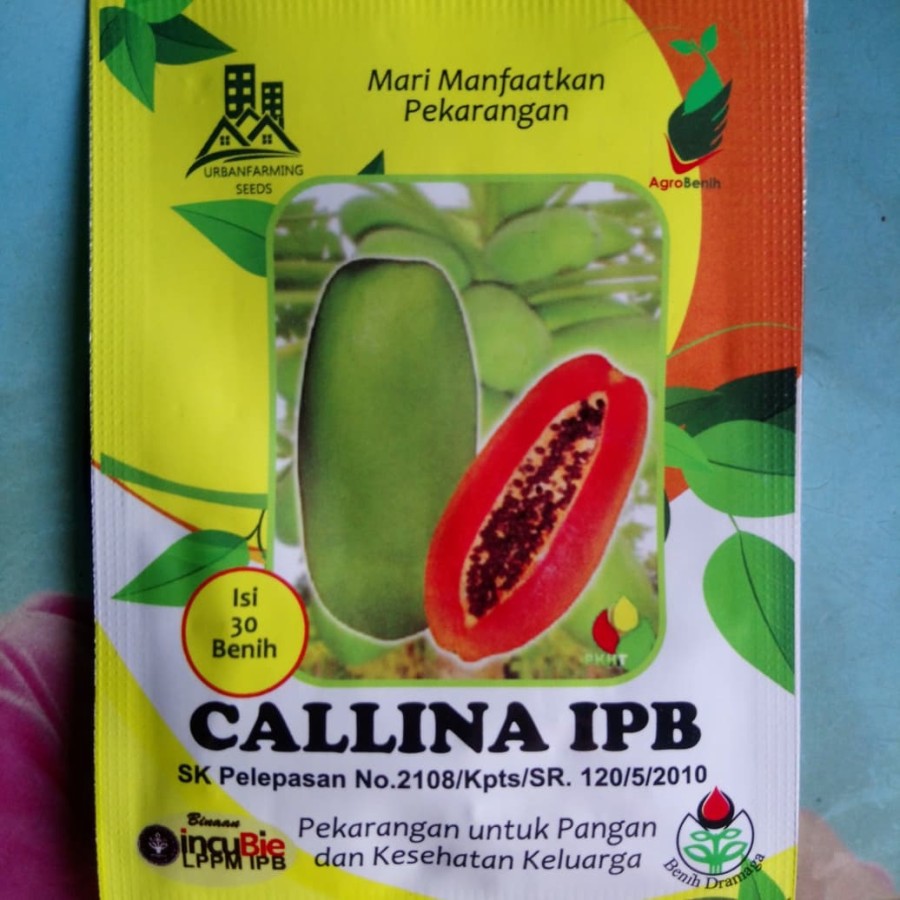 Mari Manfaatkan
Pekarangan
URBANFARMING
SEEDS
AgroBenih
Isi
30
Benih
PKHT
CALLINA IPB
SK Pelepasan No.2108/Kpts/SR. 120/5/2010
Binaan
incuBie
LPPM IPB
Pekarangan untuk Pangan
dan Kesehatan Keluarga
Benih Dramaga